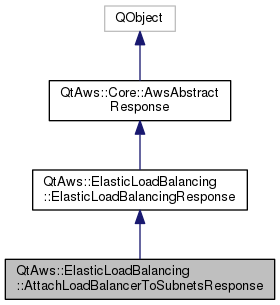 QObject
QtAws::Core::AwsAbstract
Response
QtAws::ElasticLoadBalancing
::ElasticLoadBalancingResponse
QtAws::ElasticLoadBalancing
::AttachLoadBalancerToSubnetsResponse